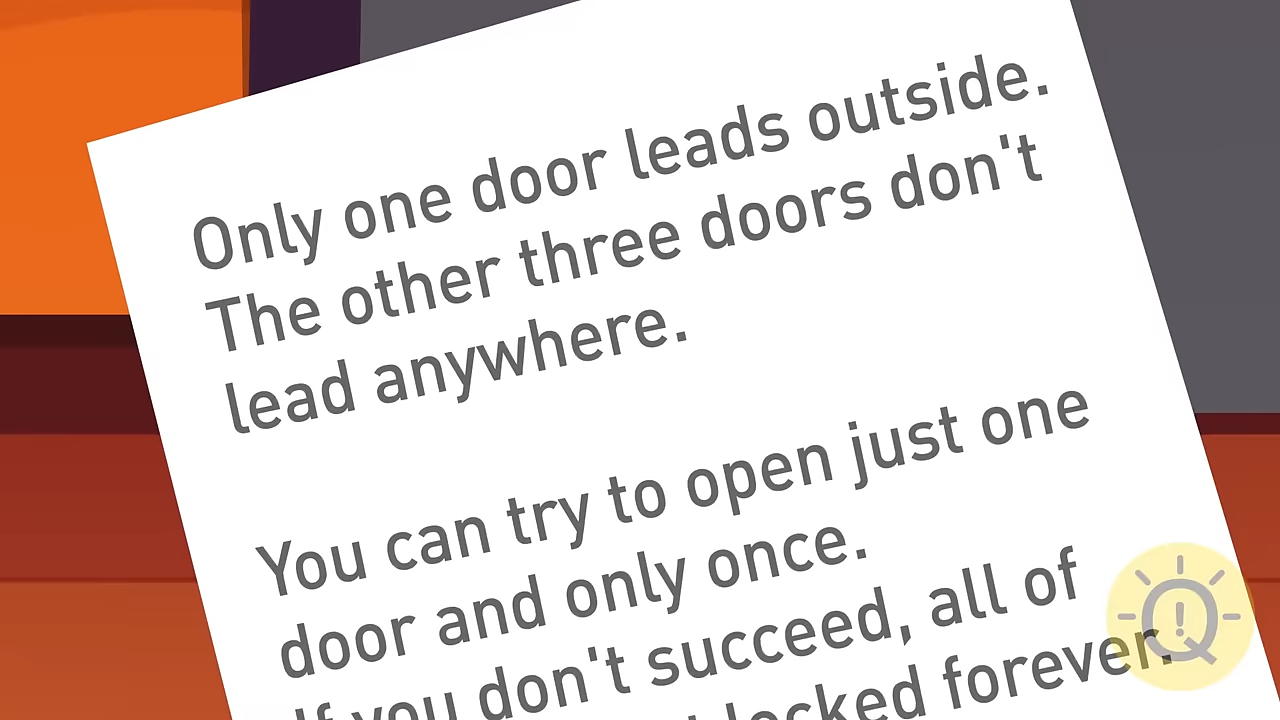 Only one door leads outside.
The other three doors don't
lead anywhere.
You can try to open just one
door and only once.
If you don't succeed, all of
locked forever.